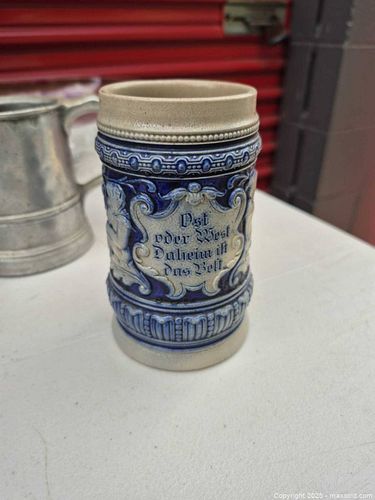 Ost
oder West
Daheim ist
das Best.
Copyright 2025 - maxsold.com